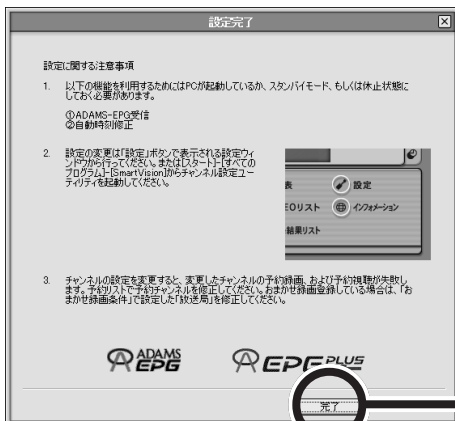 設定完了
設定に関する注意事項
1. 以下の機能を利用するためにはPCが起動しているか、スタンバイモード、もしくは休止状態に
しておく必要があります。
①ADAMS-EPG受信
②自動時刻修正
2. 設定の変更は「設定」ボタンで表示される設定ウィ
ンドウから行ってください。または[スタート]-[すべての
プログラム]-[SmartVision]からチャンネル設定ユー
ティリティを起動してください。
表 設定
EOリスト インフォメーション
結果リスト
3. チャンネルの設定を変更すると、変更したチャンネルの予約録画、および予約視聴が失敗し
ます。予約リストで予約チャンネルを修正してください。おまかせ録画登録している場合は、「お
まかせ録画条件」で設定した「放送局」を修正してください。
ADAMS
EPG
EPG PLUS
完了